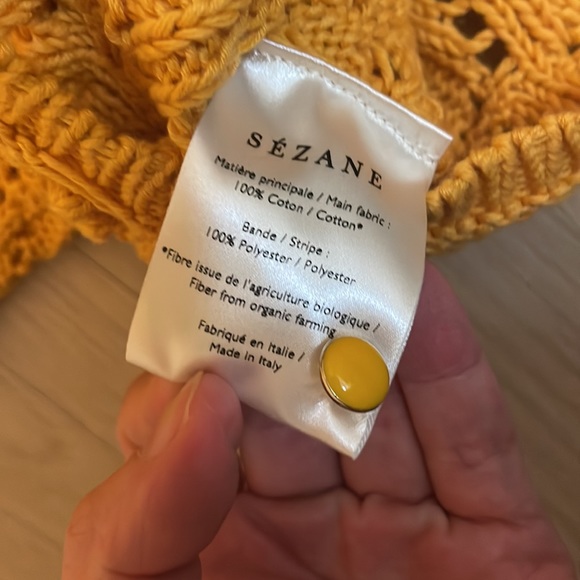 SÉZANE
Matière principale / Main fabric :
100% Coton / Cotton*
Bande / Stripe :
100% Polyester / Polyester
*Fibre issue de l'agriculture biologique /
Fiber from organic farming
Fabriqué en Italie /
Made in Italy